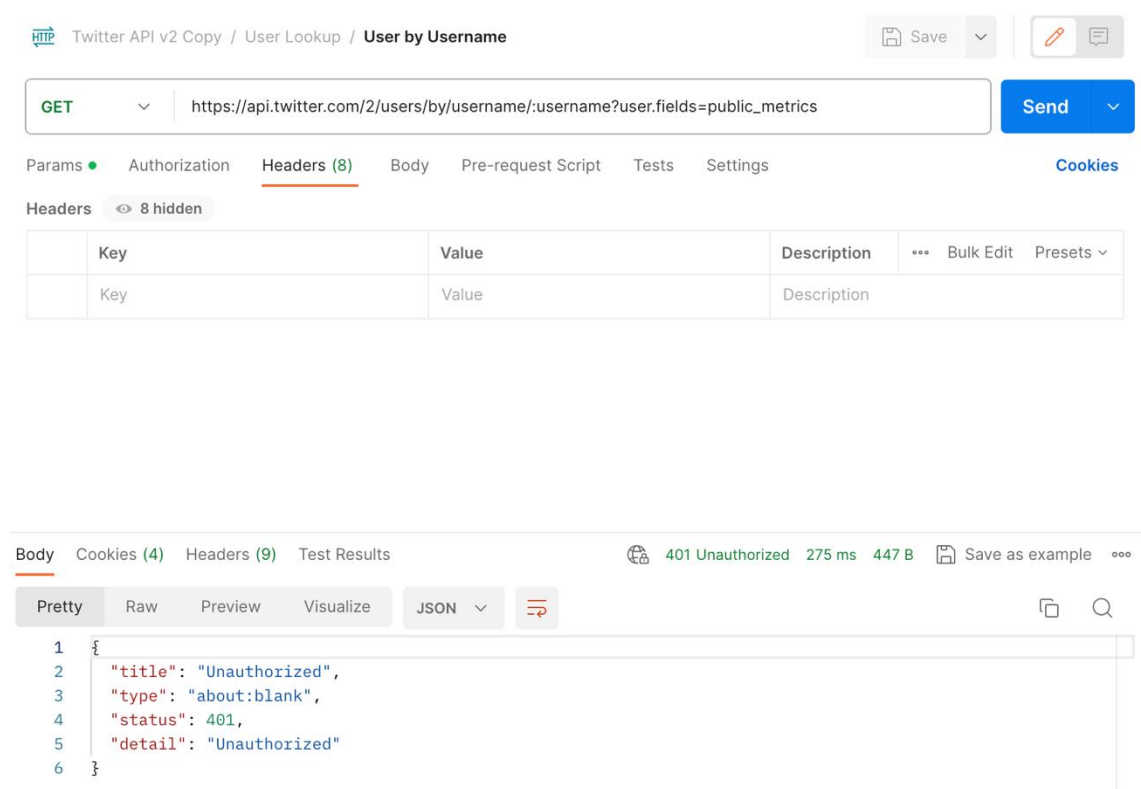 HTTP Twitter API v2 Copy / User Lookup / User by Username Save
GET https://api.twitter.com/2/users/by/username/:username?user.fields=public_metrics Send
Params Authorization Headers (8) Body Pre-request Script Tests Settings Cookies
Headers 8 hidden
Key Value Description ooo Bulk Edit Presets
Key Value Description
Body Cookies (4) Headers (9) Test Results 401 Unauthorized 275 ms 447 B Save as example ooo
Pretty Raw Preview Visualize JSON
1 {
2 "title": "Unauthorized",
3 "type": "about:blank",
4 "status": 401,
5 "detail": "Unauthorized"
6 }